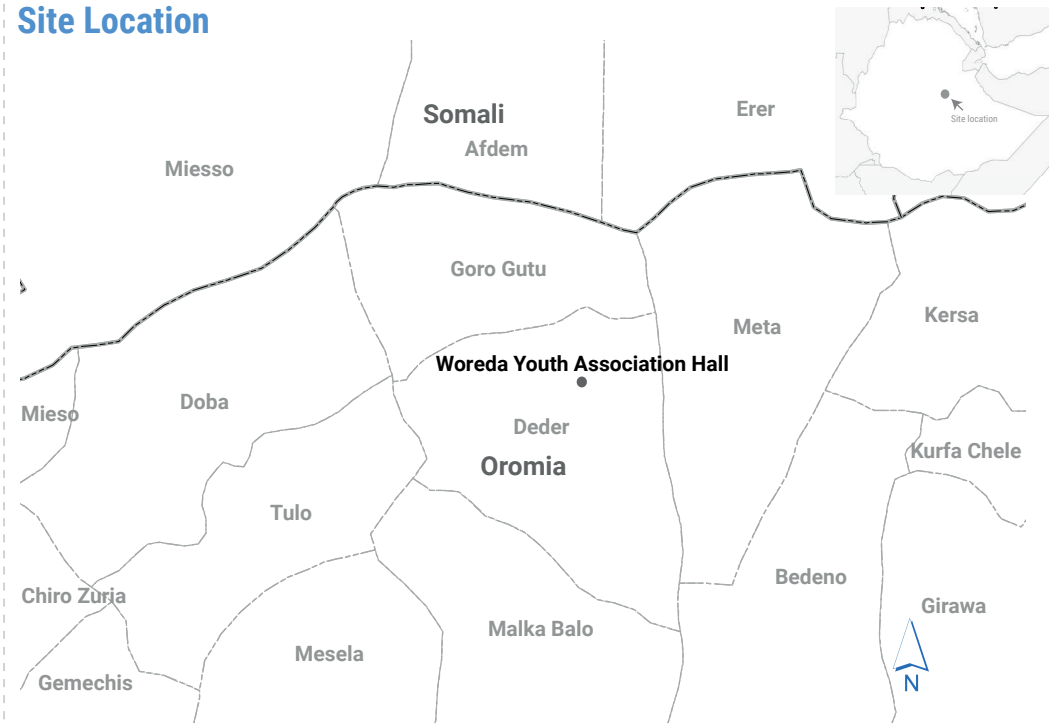 Site Location
Site location
Somali
Erer
Afdem
Miesso
Goro Gutu
Kersa
Meta
Woreda Youth Association Hall
Doba
Mieso
Deder
Kurfa Chele
Oromia
Tulo
Bedeno
Chiro Zuria
Girawa
Malka Balo
Mesela
Gemechis
N